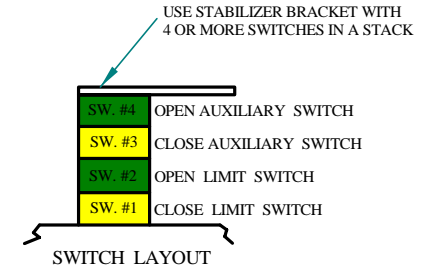 USE STABILIZER BRACKET WITH
4 OR MORE SWITCHES IN A STACK
SW. #4 OPEN AUXILIARY SWITCH
SW. #3 CLOSE AUXILIARY SWITCH
SW. #2 OPEN LIMIT SWITCH
SW. #1 CLOSE LIMIT SWITCH
SWITCH LAYOUT